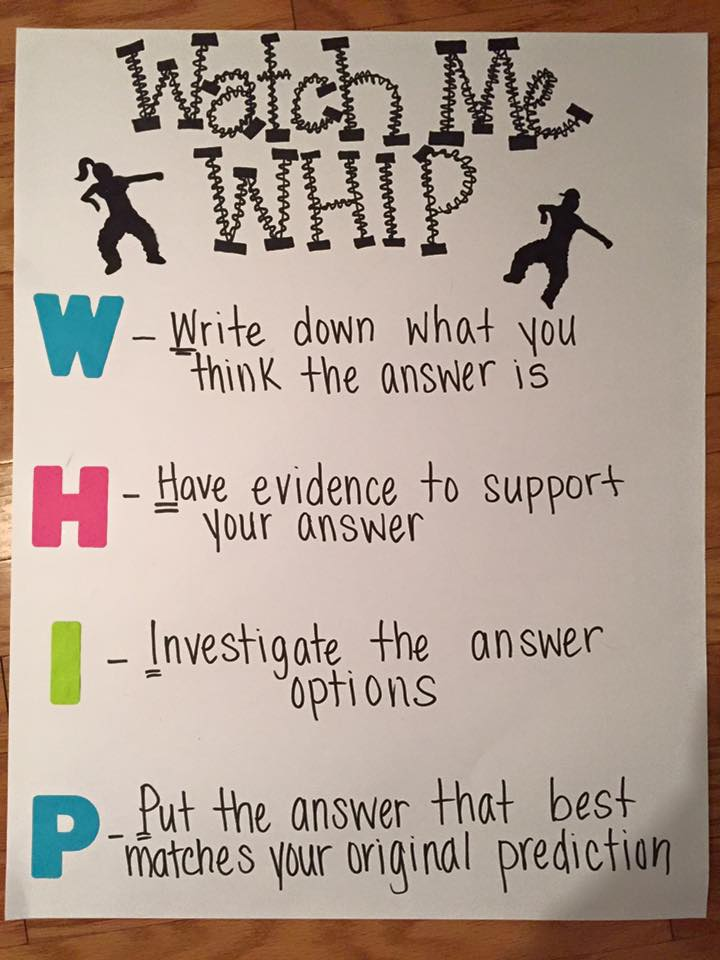 Watch Me
WHIP
W - Write down what you
think the answer is
H - Have evidence to support
your answer
I - Investigate the answer
options
P - Put the answer that best
matches your original prediction